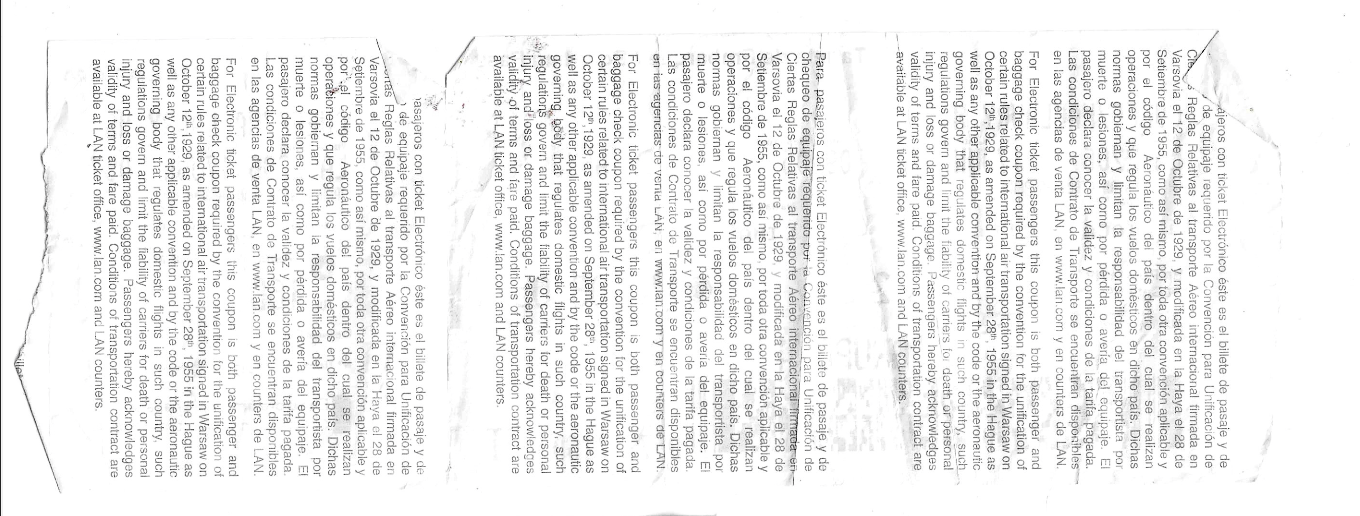 con ticket Electrónico éste es el billete de pasaje y de
de equipaje requerido por la Convención para Unificación de
Reglas Relativas al transporte Aéreo internacional firmada en
Varsovia el 12 de Octubre de 1929, y modificada en la Haya el 28 de
Setiembre de 1955, como así mismo, por toda otra convención aplicable y
por el código Aeronáutico del país dentro del cual se realizan
operaciones y que regula los vuelos domésticos en dicho país. Dichas
normas gobiernan y limitan la responsabilidad del transportista por
muerte o lesiones, así como por pérdida o avería del equipaje. El
pasajero declara conocer la validez y condiciones de la tarifa pagada.
Las condiciones de Contrato de Transporte se encuentran disponibles
en las agencias de venta LAN, en www.lan.com y en counters de LAN.
For Electronic ticket passengers this coupon is both passenger and
baggage check coupon required by the convention for the unification of
certain rules related to international air transportation signed in Warsaw on
October 12th, 1929, as amended on September 28th, 1955 in the Hague as
well as any other applicable convention and by the code or the aeronautic
governing body that regulates domestic flights in such country, such
regulations govern and limit the liability of carriers for death or personal
injury and loss or damage baggage. Passengers hereby acknowledges
validity of terms and fare paid. Conditions of transportation contract are
available at LAN ticket office, www.lan.com and LAN counters.
Para pasajeros con ticket Electrónico éste es el billete de pasaje y de
chequeo de equipaje requerido por la Convención para Unificación de
Ciertas Reglas Relativas al transporte Aéreo internacional firmada en
Varsovia el 12 de Octubre de 1929, y modificada en la Haya el 28 de
Setiembre de 1955, como así mismo, por toda otra convención aplicable y
por el código Aeronáutico del país dentro del cual se realizan
operaciones y que regula los vuelos domésticos en dicho país. Dichas
normas gobiernan y limitan la responsabilidad del transportista por
muerte o lesiones, así como por pérdida o avería del equipaje. El
pasajero declara conocer la validez y condiciones de la tarifa pagada.
Las condiciones de Contrato de Transporte se encuentran disponibles
en las agencias de venta LAN, en www.lan.com y en counters de LAN.
For Electronic ticket passengers this coupon is both passenger and
baggage check coupon required by the convention for the unification of
certain rules related to international air transportation signed in Warsaw on
October 12th, 1929, as amended on September 28th, 1955 in the Hague as
well as any other applicable convention and by the code or the aeronautic
governing body that regulates domestic flights in such country, such
regulations govern and limit the liability of carriers for death or personal
injury and loss or damage baggage. Passengers hereby acknowledges
validity of terms and fare paid. Conditions of transportation contract are
available at LAN ticket office, www.lan.com and LAN counters.
con ticket Electrónico éste es el billete de pasaje y de
de equipaje requerido por la Convención para Unificación de
Reglas Relativas al transporte Aéreo internacional firmada en
Varsovia el 12 de Octubre de 1929, y modificada en la Haya el 28 de
Setiembre de 1955, como así mismo, por toda otra convención aplicable y
por el código Aeronáutico del país dentro del cual se realizan
operaciones y que regula los vuelos domésticos en dicho país. Dichas
normas gobiernan y limitan la responsabilidad del transportista por
muerte o lesiones, así como por pérdida o avería del equipaje. El
pasajero declara conocer la validez y condiciones de la tarifa pagada.
Las condiciones de Contrato de Transporte se encuentran disponibles
en las agencias de venta LAN, en www.lan.com y en counters de LAN.
For Electronic ticket passengers this coupon is both passenger and
baggage check coupon required by the convention for the unification of
certain rules related to international air transportation signed in Warsaw on
October 12th, 1929, as amended on September 28th, 1955 in the Hague as
well as any other applicable convention and by the code or the aeronautic
governing body that regulates domestic flights in such country, such
regulations govern and limit the liability of carriers for death or personal
injury and loss or damage baggage. Passengers hereby acknowledges
validity of terms and fare paid. Conditions of transportation contract are
available at LAN ticket office, www.lan.com and LAN counters.